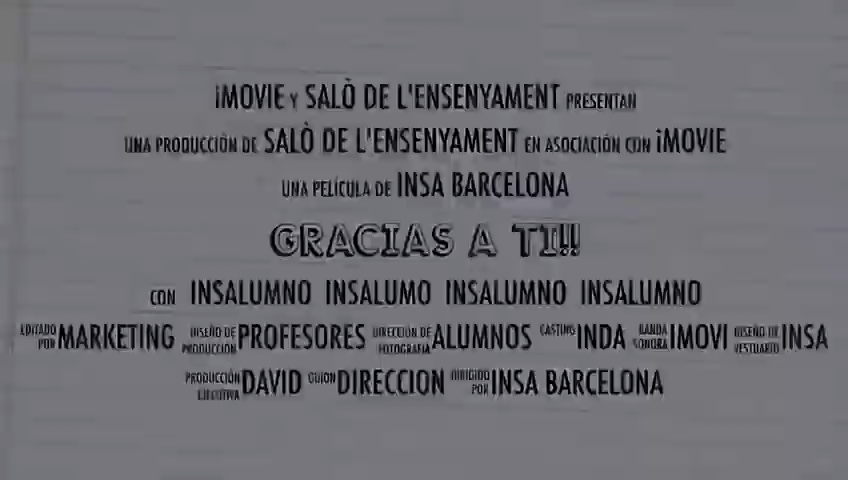 iMOVIE Y SALÒ DE L'ENSENYAMENT PRESENTAN
UNA PRODUCCIÓN DE SALÒ DE L'ENSENYAMENT EN ASOCIACIÓN CON iMOVIE
UNA PELÍCULA DE INSA BARCELONA
GRACIAS A TI!!
CON INSALUMNO INSALUMO INSALUMNO INSALUMNO
EDITADO POR MARKETING DISEÑO DE PRODUCCIÓN PROFESORES DIRECCIÓN DE FOTOGRAFÍA ALUMNOS CASTING INDA BANDA SONORA IMOVI DISEÑO DE VESTUARIO INSA
PRODUCCIÓN EJECUTIVA DAVID GUION DIRECCION DIRIGIDO POR INSA BARCELONA